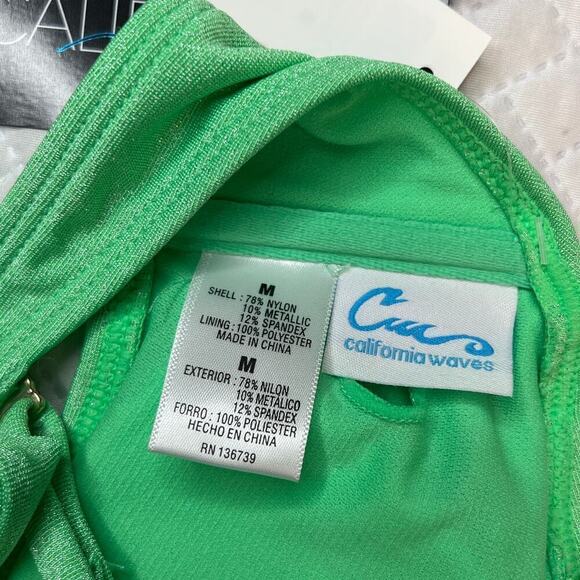 CALIF
M
SHELL : 78% NYLON
10% METALLIC
12% SPANDEX
LINING : 100% POLYESTER
MADE IN CHINA
M
EXTERIOR : 78% NILON
10% METALICO
12% SPANDEX
FORRO : 100% POLIESTER
HECHO EN CHINA
RN 136739
california waves